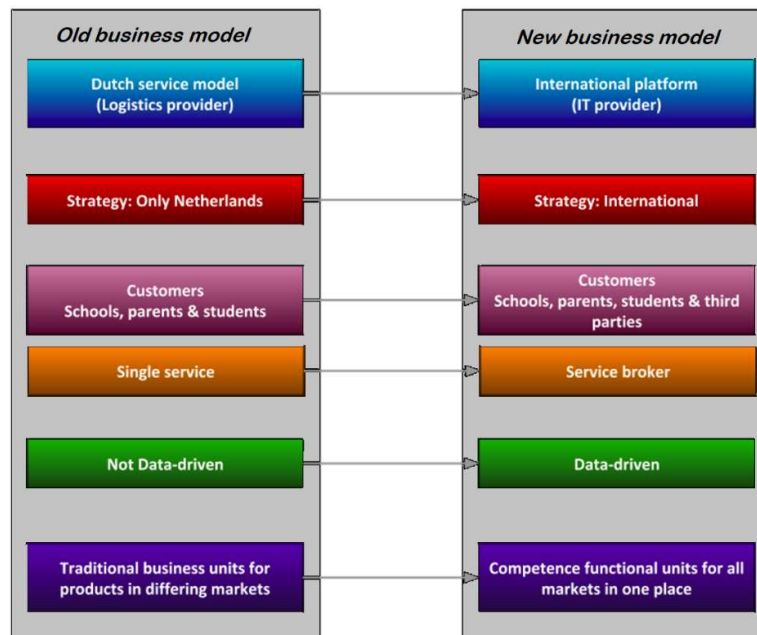 Old business model
New business model
Dutch service model
(Logistics provider)
International platform
(IT provider)
Strategy: Only Netherlands
Strategy: International
Customers
Schools, parents & students
Customers
Schools, parents, students & third
parties
Single service
Service broker
Not Data-driven
Data-driven
Traditional business units for
products in differing markets
Competence functional units for all
markets in one place